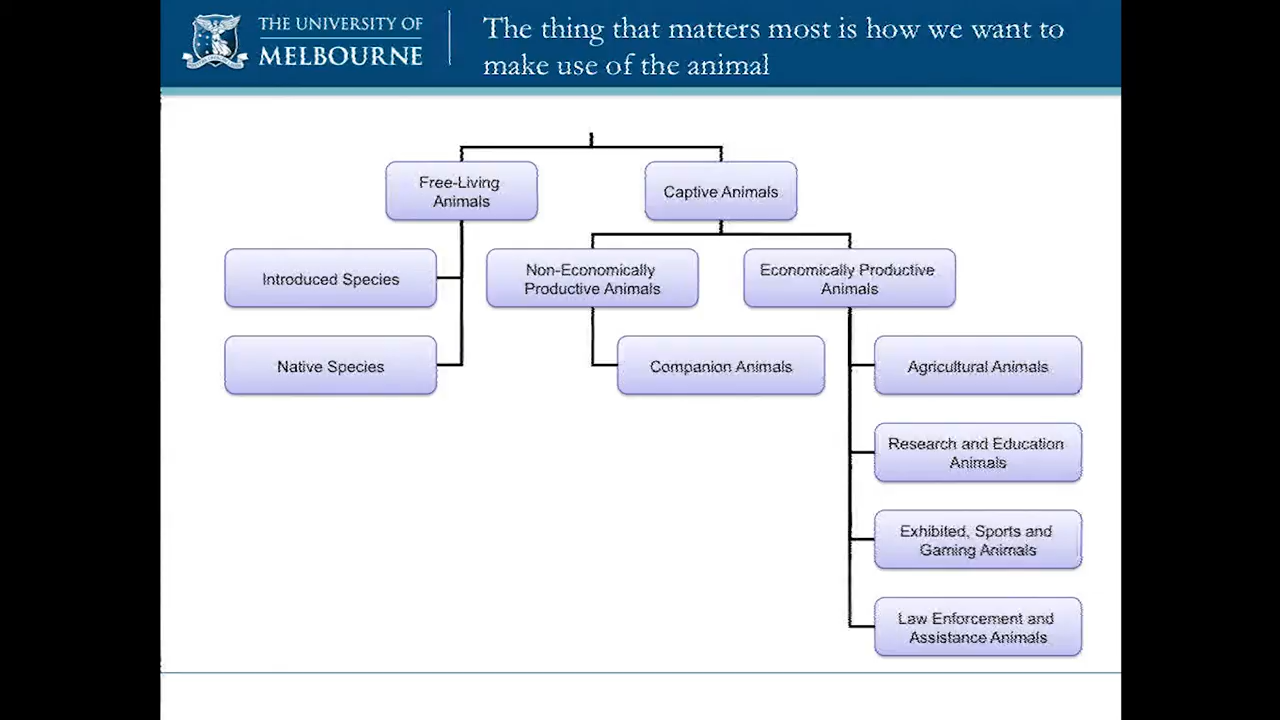 THE UNIVERSITY OF
MELBOURNE
The thing that matters most is how we want to
make use of the animal
Free-Living
Animals
Captive Animals
Introduced Species
Non-Economically
Productive Animals
Economically Productive
Animals
Native Species
Companion Animals
Agricultural Animals
Research and Education
Animals
Exhibited, Sports and
Gaming Animals
Law Enforcement and
Assistance Animals